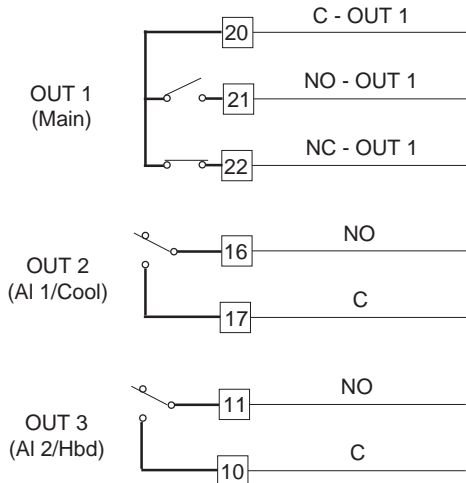 C - OUT 1
20
OUT 1
(Main)
NO - OUT 1
21
NC - OUT 1
22
OUT 2
(Al 1/Cool)
NO
16
C
17
OUT 3
(Al 2/Hbd)
NO
11
C
10